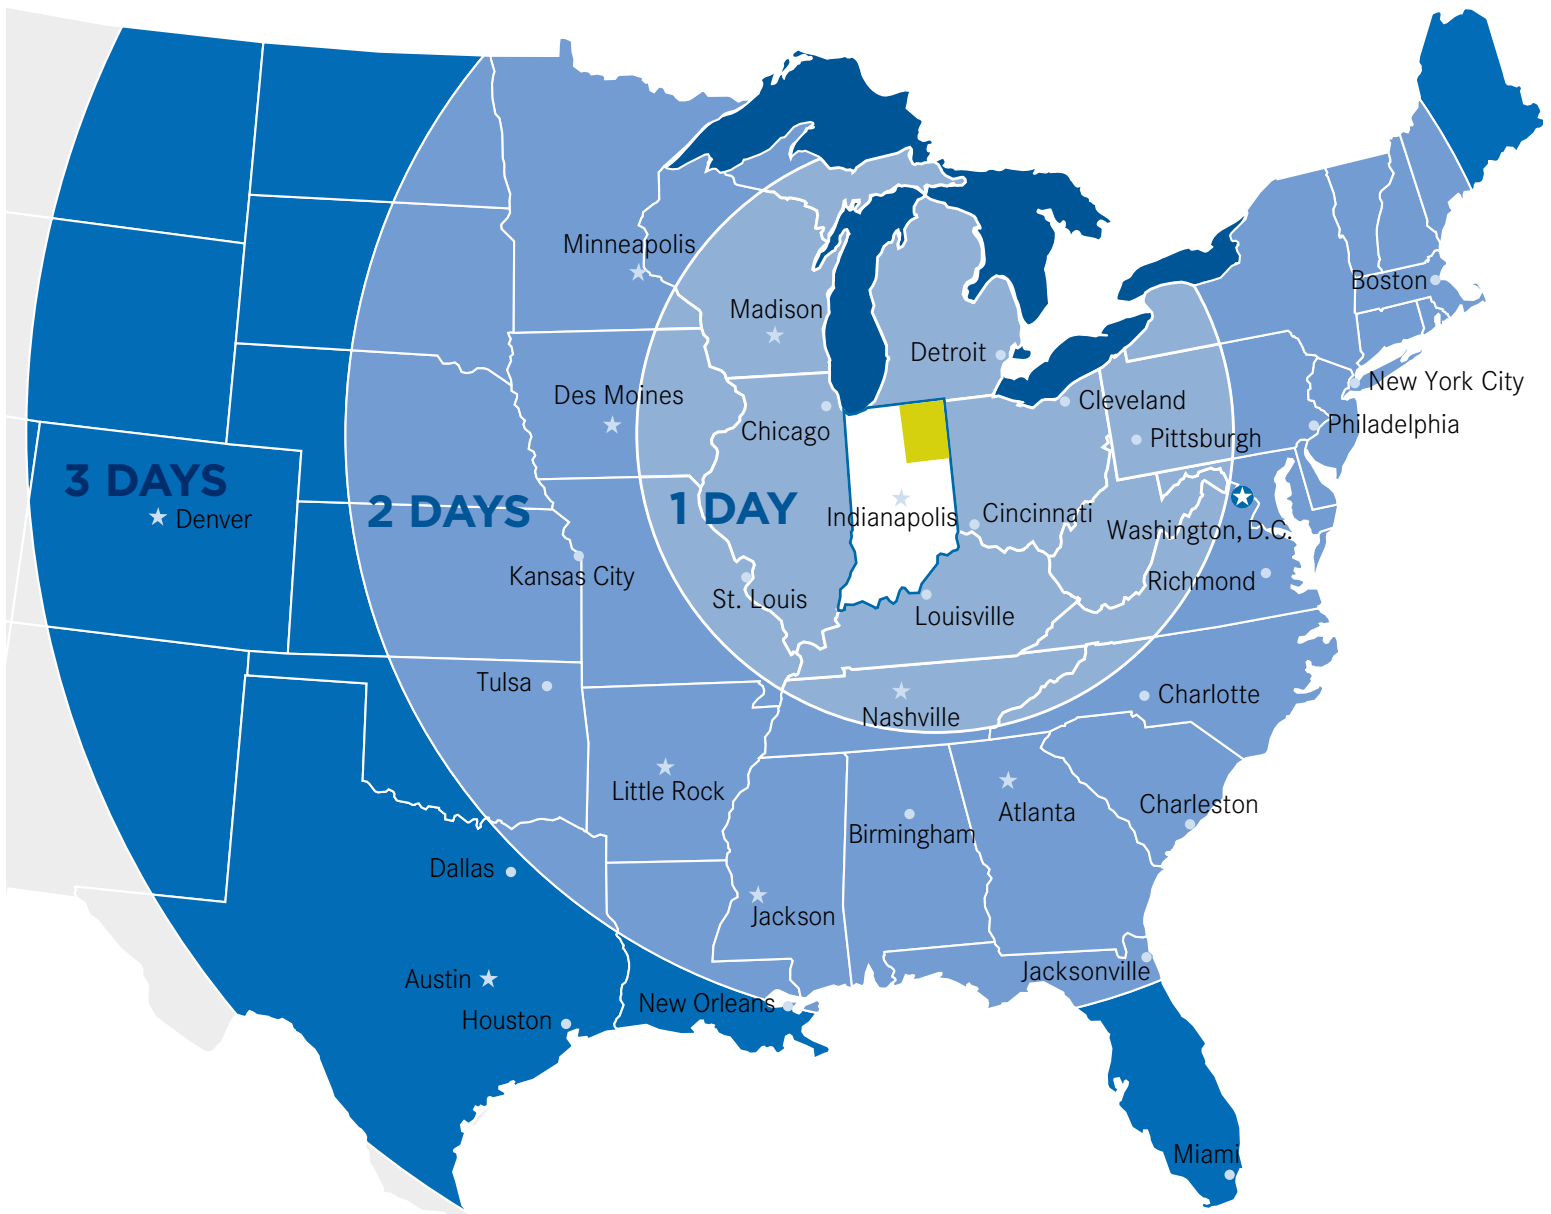 Minneapolis
Boston
Madison
Detroit
New York City
Des Moines
Cleveland
Chicago
Philadelphia
Pittsburgh
3 DAYS
2 DAYS
1 DAY
Denver
Indianapolis
Cincinnati
Washington, D.C.
Kansas City
Richmond
St. Louis
Louisville
Tulsa
Charlotte
Nashville
Little Rock
Charleston
Atlanta
Birmingham
Dallas
Jackson
Jacksonville
Austin
New Orleans
Houston
Miami